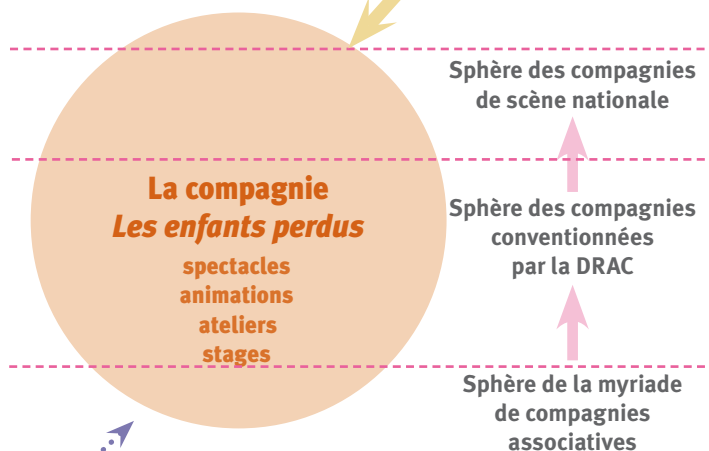 Sphère des compagnies
de scène nationale
La compagnie
Les enfants perdus
spectacles
animations
ateliers
stages
Sphère des compagnies
conventionnées
par la DRAC
Sphère de la myriade
de compagnies
associatives